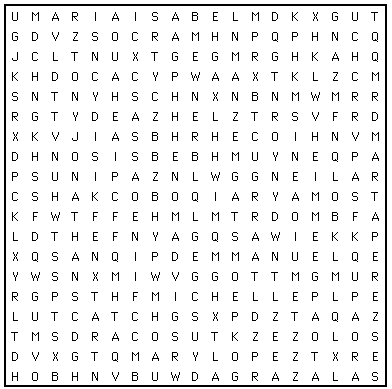 U M A R I A I S A B E L M D K X G U T
G D V Z S O C R A M H N P Q P H N C Q
J C L T N U X T G E G M R G H K A H Q
K H D O C A C Y P W A A X T K L Z C M
S N T N Y H S C H N X N B N M W M R R
R G T Y D E A Z H E L Z T R S V F R D
X K V J I A S B H R H E C O I H N V M
D H N O S I S B E B H M U Y N E Q P A
P S U N I P A Z N L W G G N E I L A R
C S H A K C O B O Q I A R Y A M O S T
K F W T F F E H M L M T R D O M B F A
L D T H E F N Y A G Q S A W I E K K P
X Q S A N Q I P D E M M A N U E L Q E
Y W S N X M I W V G G O T T M G M U R
R G P S T H F M I C H E L L E P L P E
L U T C A T C H G S X P D Z T A Q A Z
T M S D R A C O S U T K Z E Z O L O S
D V X G T Q M A R Y L O P E Z T X R E
H O B H N V B U W D A G R A Z A L A S